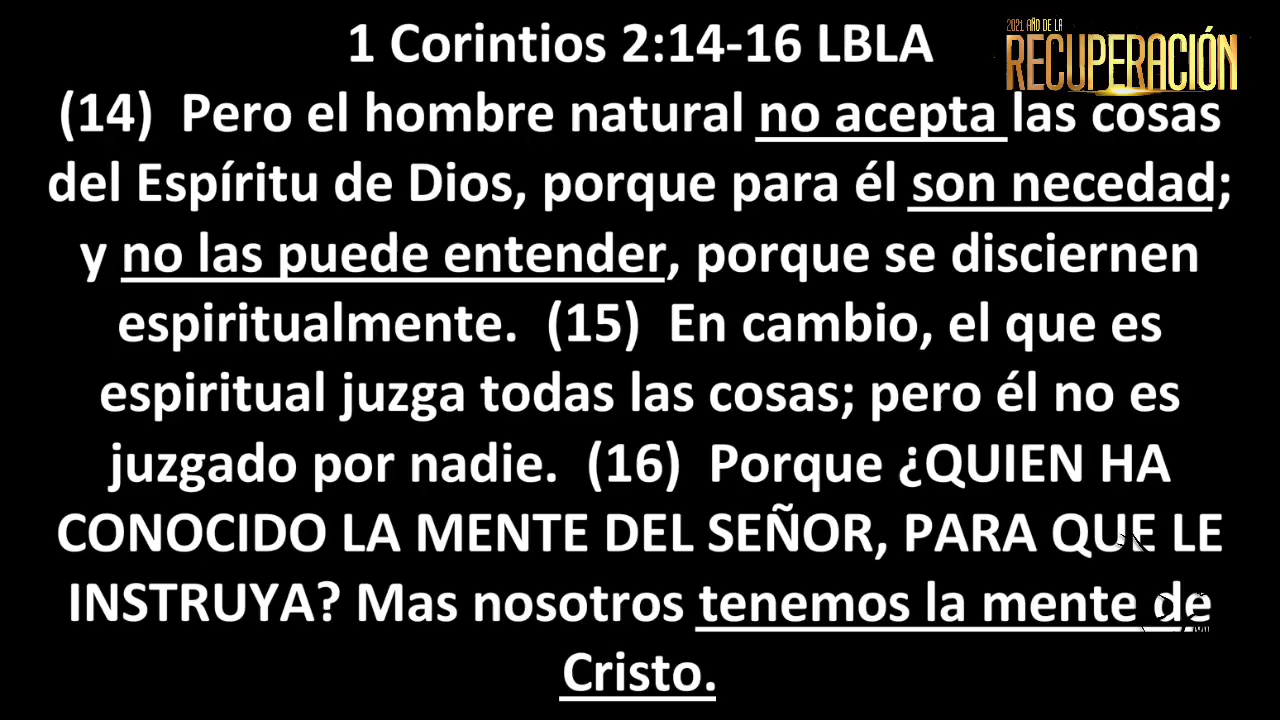 1 Corintios 2:14-16 LBLA
2021 AÑO DE LA
RECUPERACIÓN
(14) Pero el hombre natural no acepta las cosas
del Espíritu de Dios, porque para él son necedad;
y no las puede entender, porque se disciernen
espiritualmente. (15) En cambio, el que es
espiritual juzga todas las cosas; pero él no es
juzgado por nadie. (16) Porque ¿QUIEN HA
CONOCIDO LA MENTE DEL SEÑOR, PARA QUE LE
INSTRUYA? Mas nosotros tenemos la mente de
Cristo.